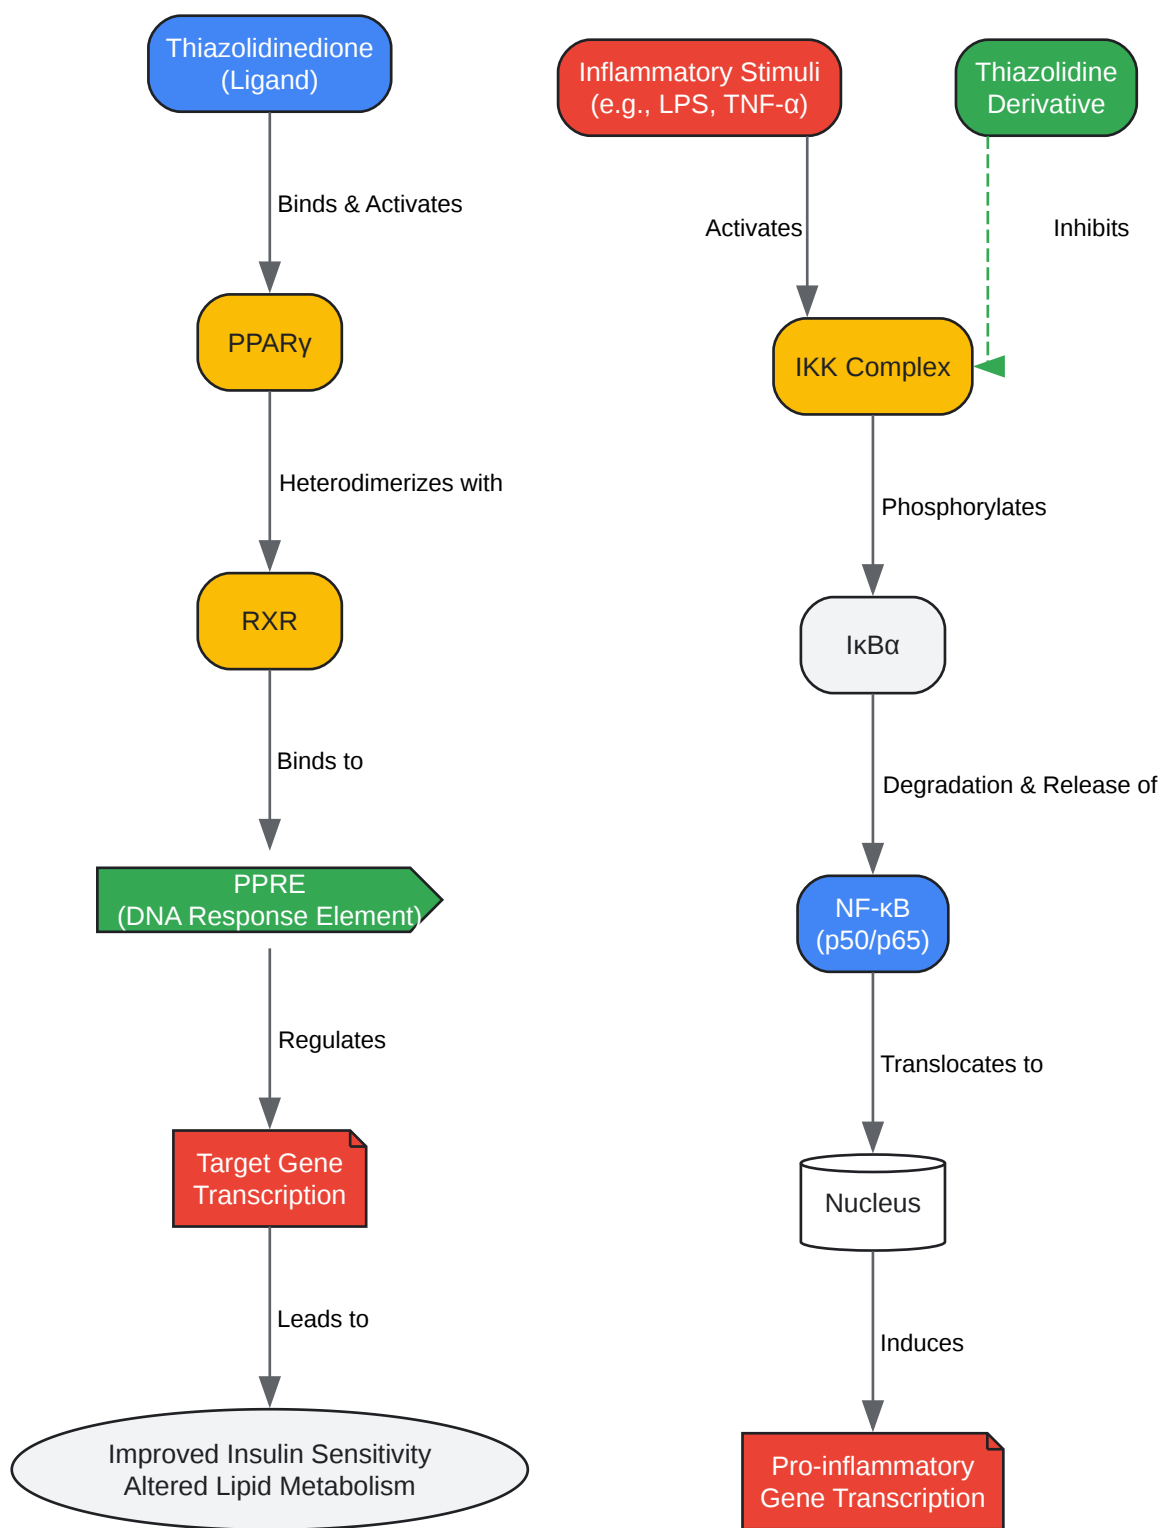 Thiazolidinedione
(Ligand)
Binds & Activates
PPARγ
Heterodimerizes with
RXR
Binds to
PPRE
(DNA Response Element)
Regulates
Target Gene
Transcription
Leads to
Improved Insulin Sensitivity
Altered Lipid Metabolism
Inflammatory Stimuli
(e.g., LPS, TNF-α)
Thiazolidine
Derivative
Activates
Inhibits
IKK Complex
Phosphorylates
IκBα
Degradation & Release of
NF-κB
(p50/p65)
Translocates to
Nucleus
Induces
Pro-inflammatory
Gene Transcription